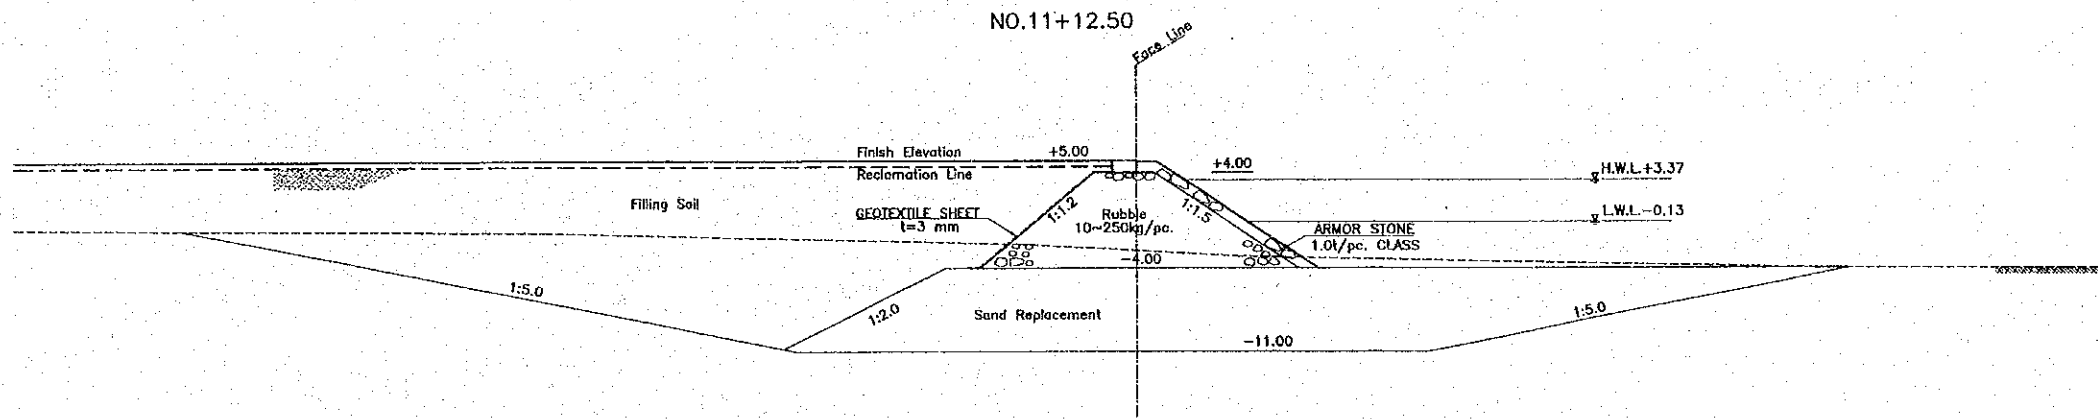 NO.11+12.50
Face Line
Finish Elevation
+5.00
+4.00
Reclamation Line
H.W.L.+3.37
Filling Soil
GEOTEXTILE SHEET
t=3 mm
1:1.2
Rubble
10~250kg/pc.
1:1.5
L.W.L.-0.13
ARMOR STONE
1.0t/pc. CLASS
-4.00
1:5.0
1:2.0
Sand Replacement
1:5.0
-11.00